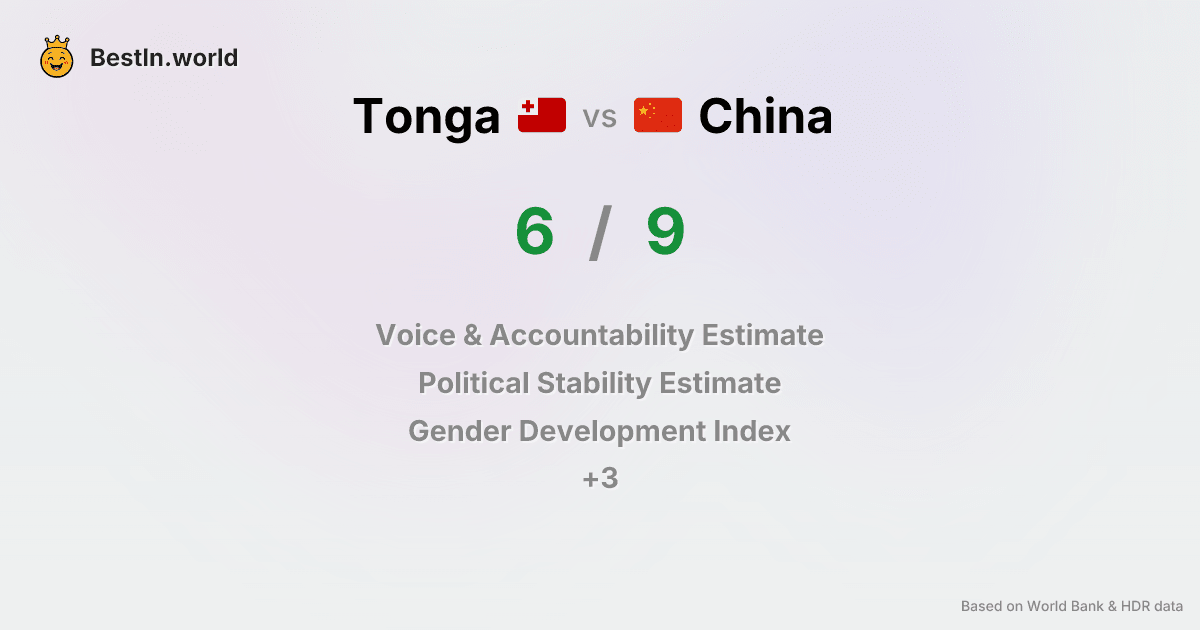 BestIn.world
Tonga vs China
6 / 9
Voice & Accountability Estimate
Political Stability Estimate
Gender Development Index
+3
Based on World Bank & HDR data